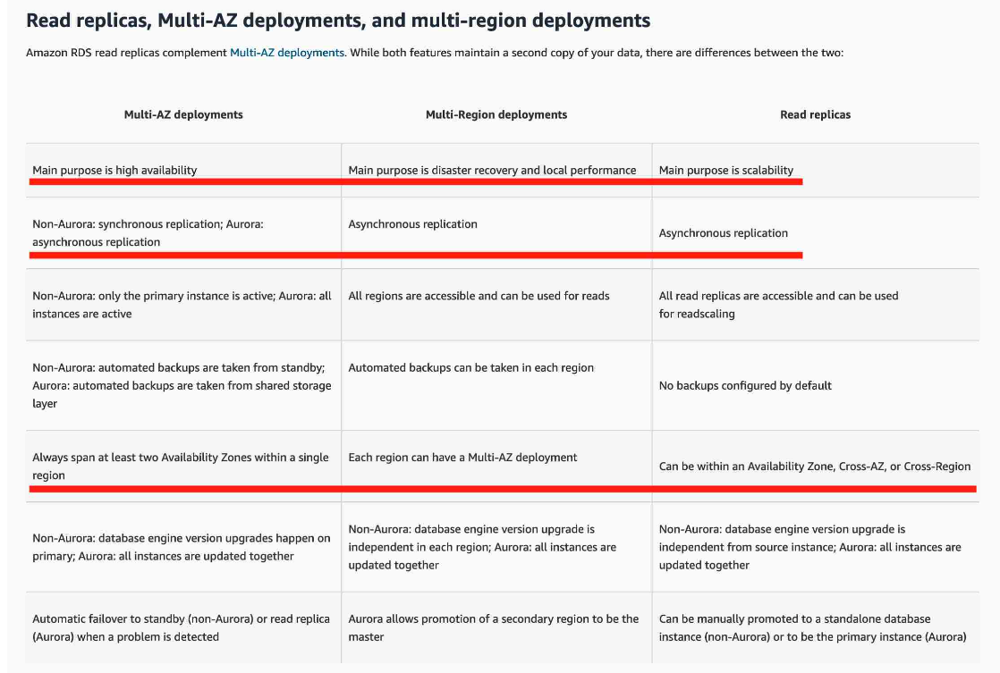 Read replicas, Multi-AZ deployments, and multi-region deployments
Amazon RDS read replicas complement Multi-AZ deployments. While both features maintain a second copy of your data, there are differences between the two:
Multi-AZ deployments
Multi-Region deployments
Read replicas
Main purpose is high availability
Main purpose is disaster recovery and local performance
Main purpose is scalability
Non-Aurora: synchronous replication; Aurora:
asynchronous replication
Asynchronous replication
Asynchronous replication
Non-Aurora: only the primary instance is active; Aurora: all
instances are active
All regions are accessible and can be used for reads
All read replicas are accessible and can be used
for readscaling
Non-Aurora: automated backups are taken from standby;
Aurora: automated backups are taken from shared storage
layer
Automated backups can be taken in each region
No backups configured by default
Always span at least two Availability Zones within a single
region
Each region can have a Multi-AZ deployment
Can be within an Availability Zone, Cross-AZ, or Cross-Region
Non-Aurora: database engine version upgrades happen on
primary; Aurora: all instances are updated together
Non-Aurora: database engine version upgrade is
independent in each region; Aurora: all instances are
updated together
Non-Aurora: database engine version upgrade is
independent from source instance; Aurora: all instances are
updated together
Automatic failover to standby (non-Aurora) or read replica
(Aurora) when a problem is detected
Aurora allows promotion of a secondary region to be the
master
Can be manually promoted to a standalone database
instance (non-Aurora) or to be the primary instance (Aurora)